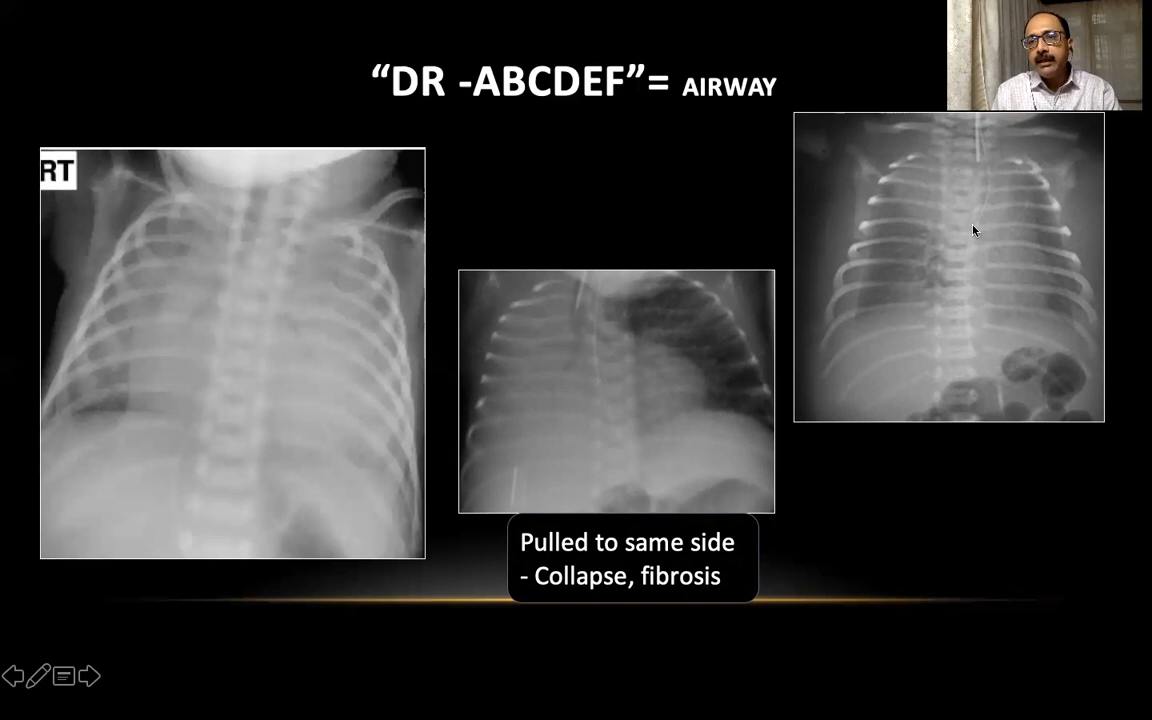 “DR -ABCDEF”= AIRWAY
RT
Pulled to same side
- Collapse, fibrosis